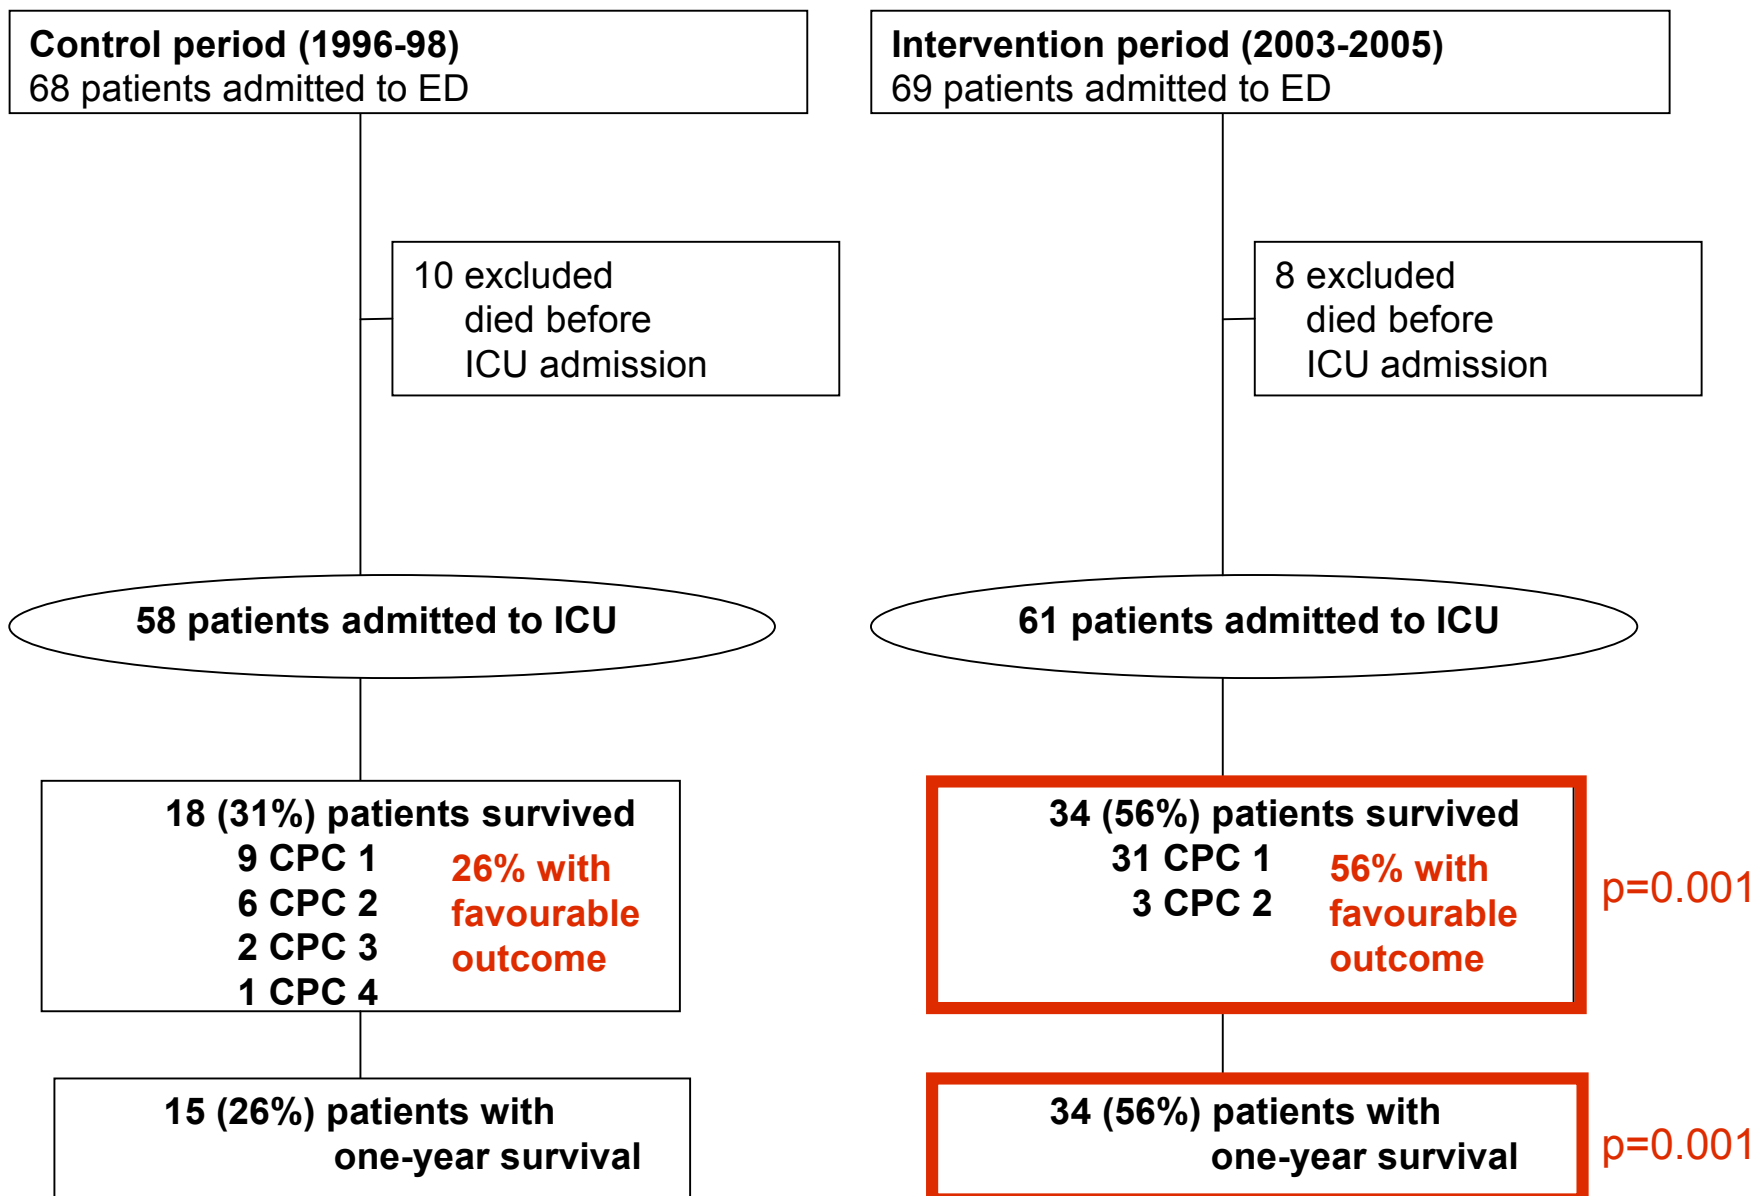 Control period (1996-98)
68 patients admitted to ED
10 excluded
died before
ICU admission
58 patients admitted to ICU
18 (31%) patients survived
9 CPC 1
6 CPC 2
2 CPC 3
1 CPC 4
26% with
favourable
outcome
15 (26%) patients with
one-year survival
Intervention period (2003-2005)
69 patients admitted to ED
8 excluded
died before
ICU admission
61 patients admitted to ICU
34 (56%) patients survived
31 CPC 1
3 CPC 2
56% with
favourable
outcome
p=0.001
34 (56%) patients with
one-year survival
p=0.001